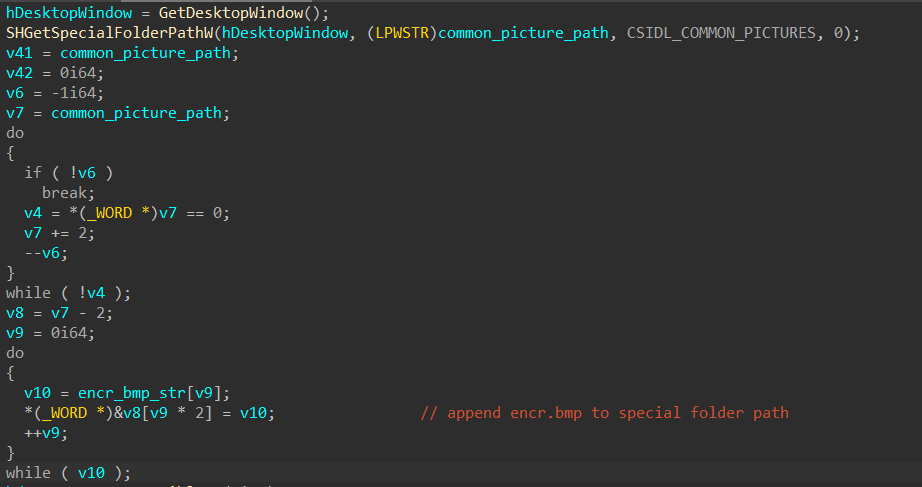 hDesktopWindow = GetDesktopWindow();
SHGetSpecialFolderPathW(hDesktopWindow, (LPWSTR)common_picture_path, CSIDL_COMMON_PICTURES, 0);
v41 = common_picture_path;
v42 = 0i64;
v6 = -1i64;
v7 = common_picture_path;
do
{
if ( !v6 )
break;
v4 = *(_WORD *)v7 == 0;
v7 += 2;
--v6;
}
while ( !v4 );
v8 = v7 - 2;
v9 = 0i64;
do
{
v10 = encr_bmp_str[v9];
*(_WORD *)&v8[v9 * 2] = v10; // append encr.bmp to special folder path
++v9;
}
while ( v10 );